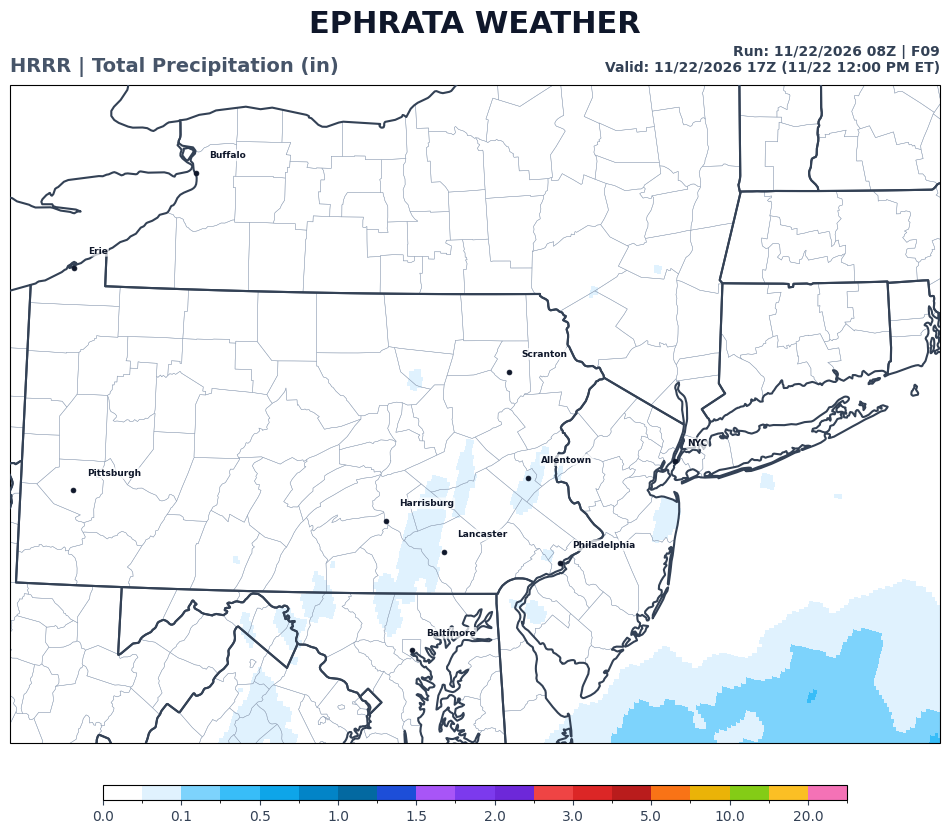 EPHRATA WEATHER
HRRR | Total Precipitation (in)
Run: 11/22/2026 08Z | F09
Valid: 11/22/2026 17Z (11/22 12:00 PM ET)
Buffalo
Erie
Scranton
NYC
Allentown
Pittsburgh
Harrisburg
Lancaster
Philadelphia
Baltimore
0.0 0.1 0.5 1.0 1.5 2.0 3.0 5.0 10.0 20.0